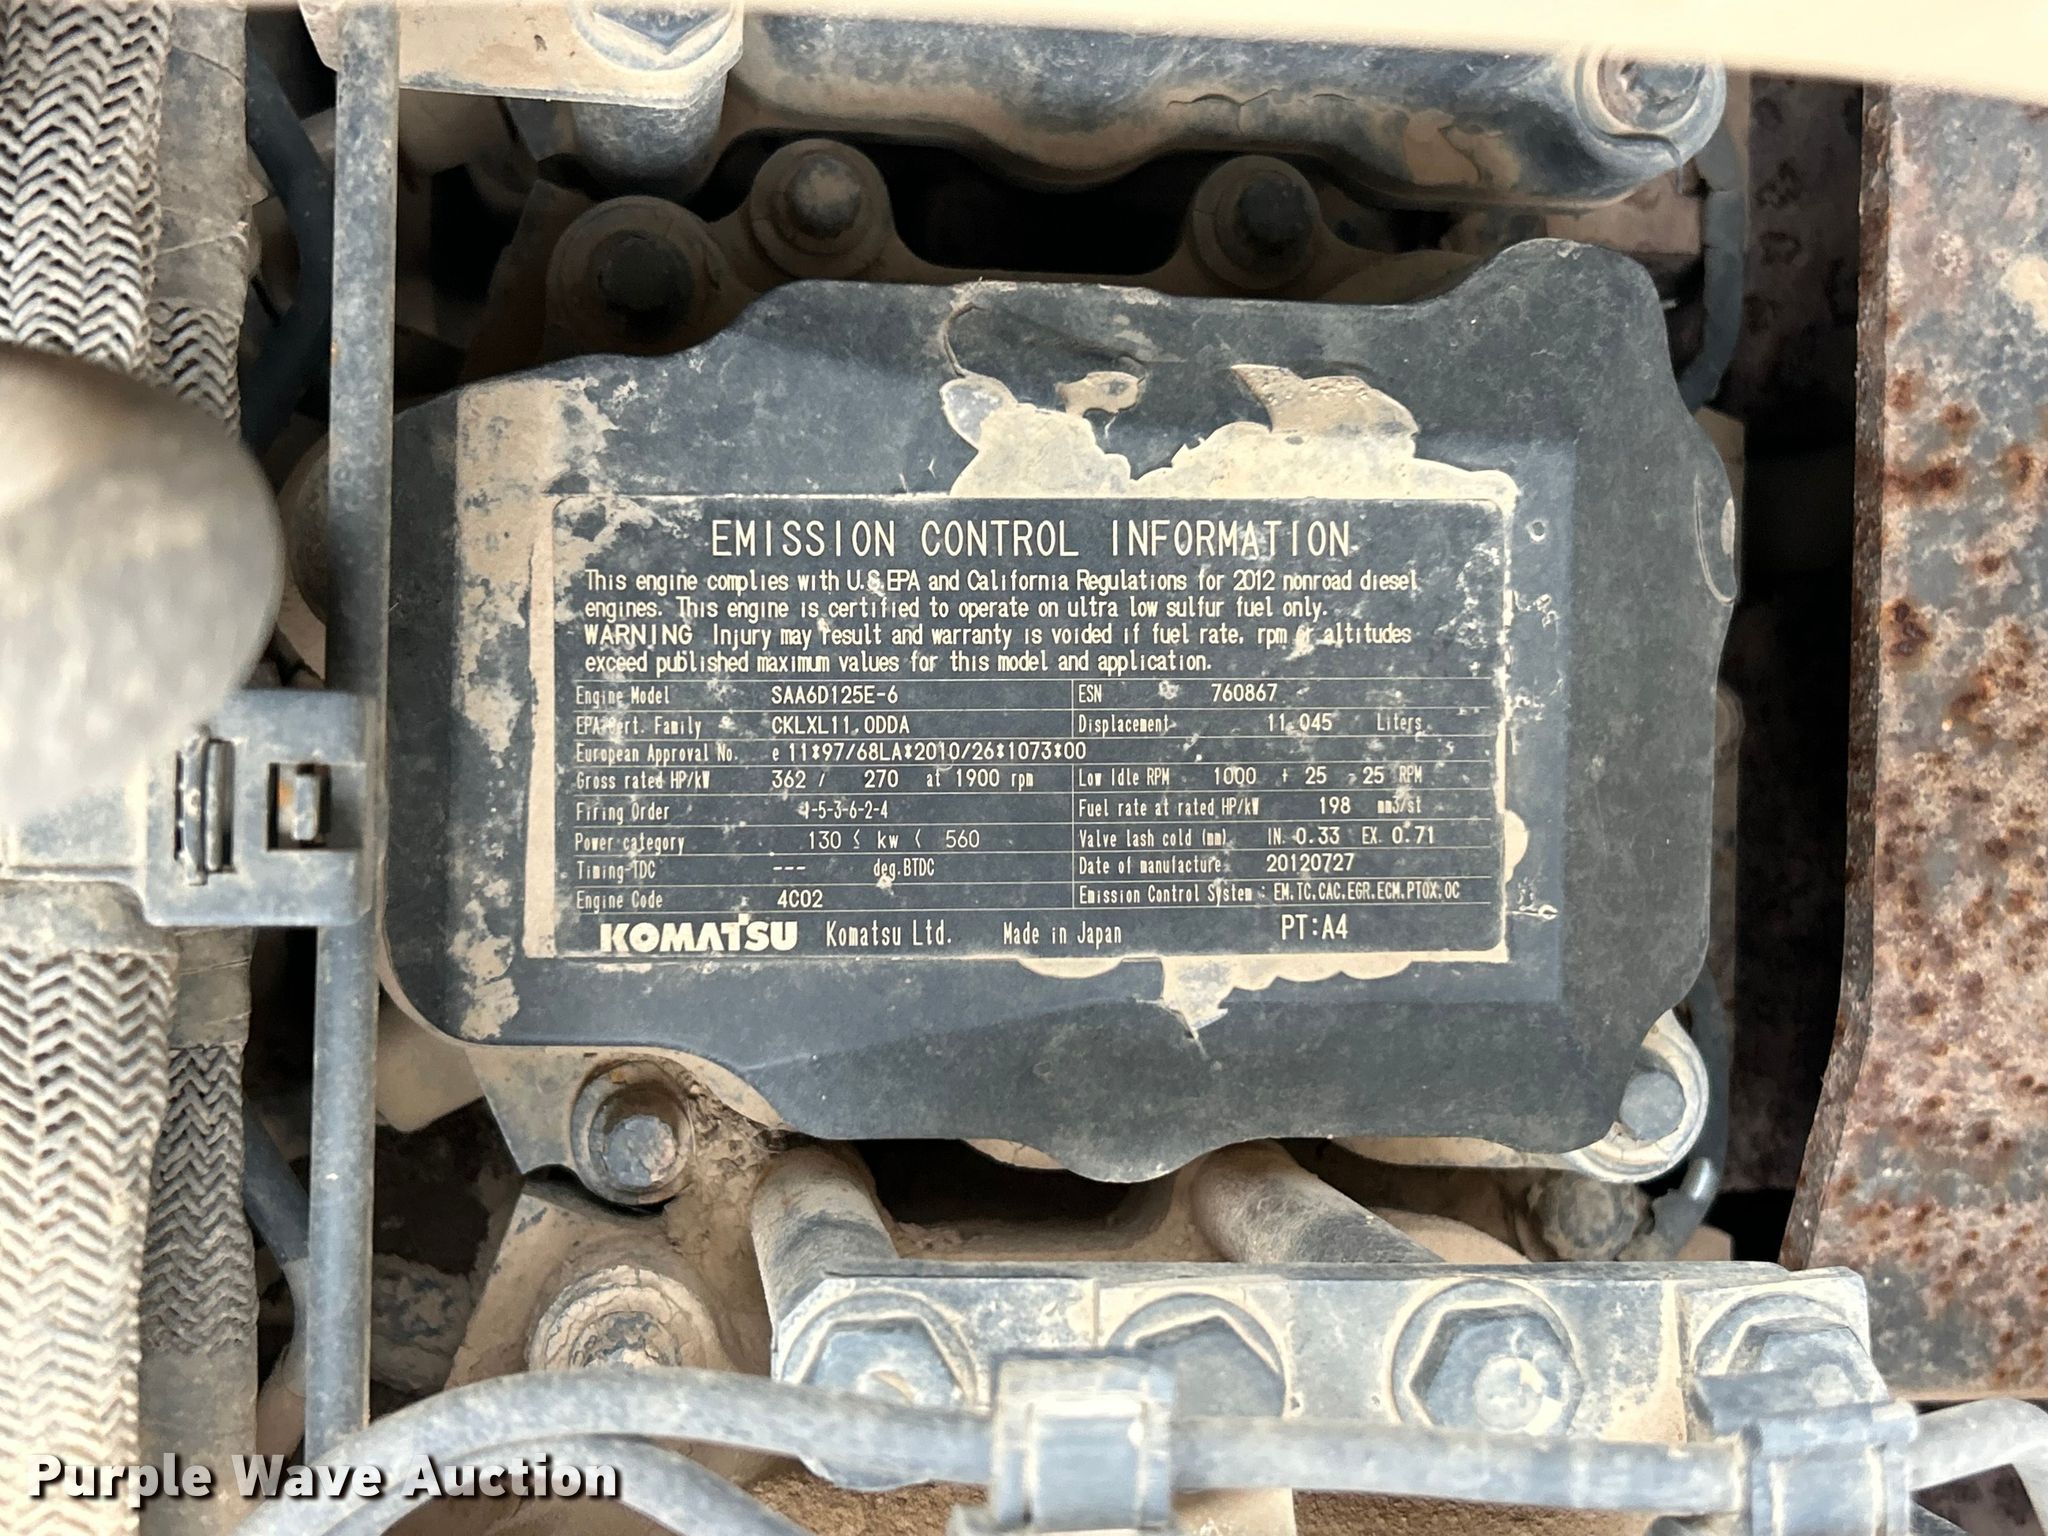 EMISSION CONTROL INFORMATION
This engine complies with U.S.EPA and California Regulations for 2012 nonroad diesel
engines. This engine is certified to operate on ultra low sulfur fuel only.
WARNING Injury may result and warranty is voided if fuel rate, rpm or altitudes
exceed published maximum values for this model and application.
Engine Model SAA6D125E-6 ESN 760867
EPA Cert. Family CKLXL11.0DDA Displacement 11.045 Liters
European Approval No. e 11*97/68LA*2010/26*1073*00
Gross rated HP/kW 362 / 270 at 1900 rpm Low Idle RPM 1000 + 25 - 25 RPM
Firing Order 1-5-3-6-2-4 Fuel rate at rated HP/kW 198 mm3/st
Power category 130 ≤ kw < 560 Valve lash cold (mm) IN. 0.33 EX. 0.71
Timing-TDC --- deg.BTDC Date of manufacture 20120727
Engine Code 4C02 Emission Control System : EM.TC.CAC.EGR.ECM.PTOX.OC
KOMATSU Komatsu Ltd. Made in Japan PT:A4
Purple Wave Auction